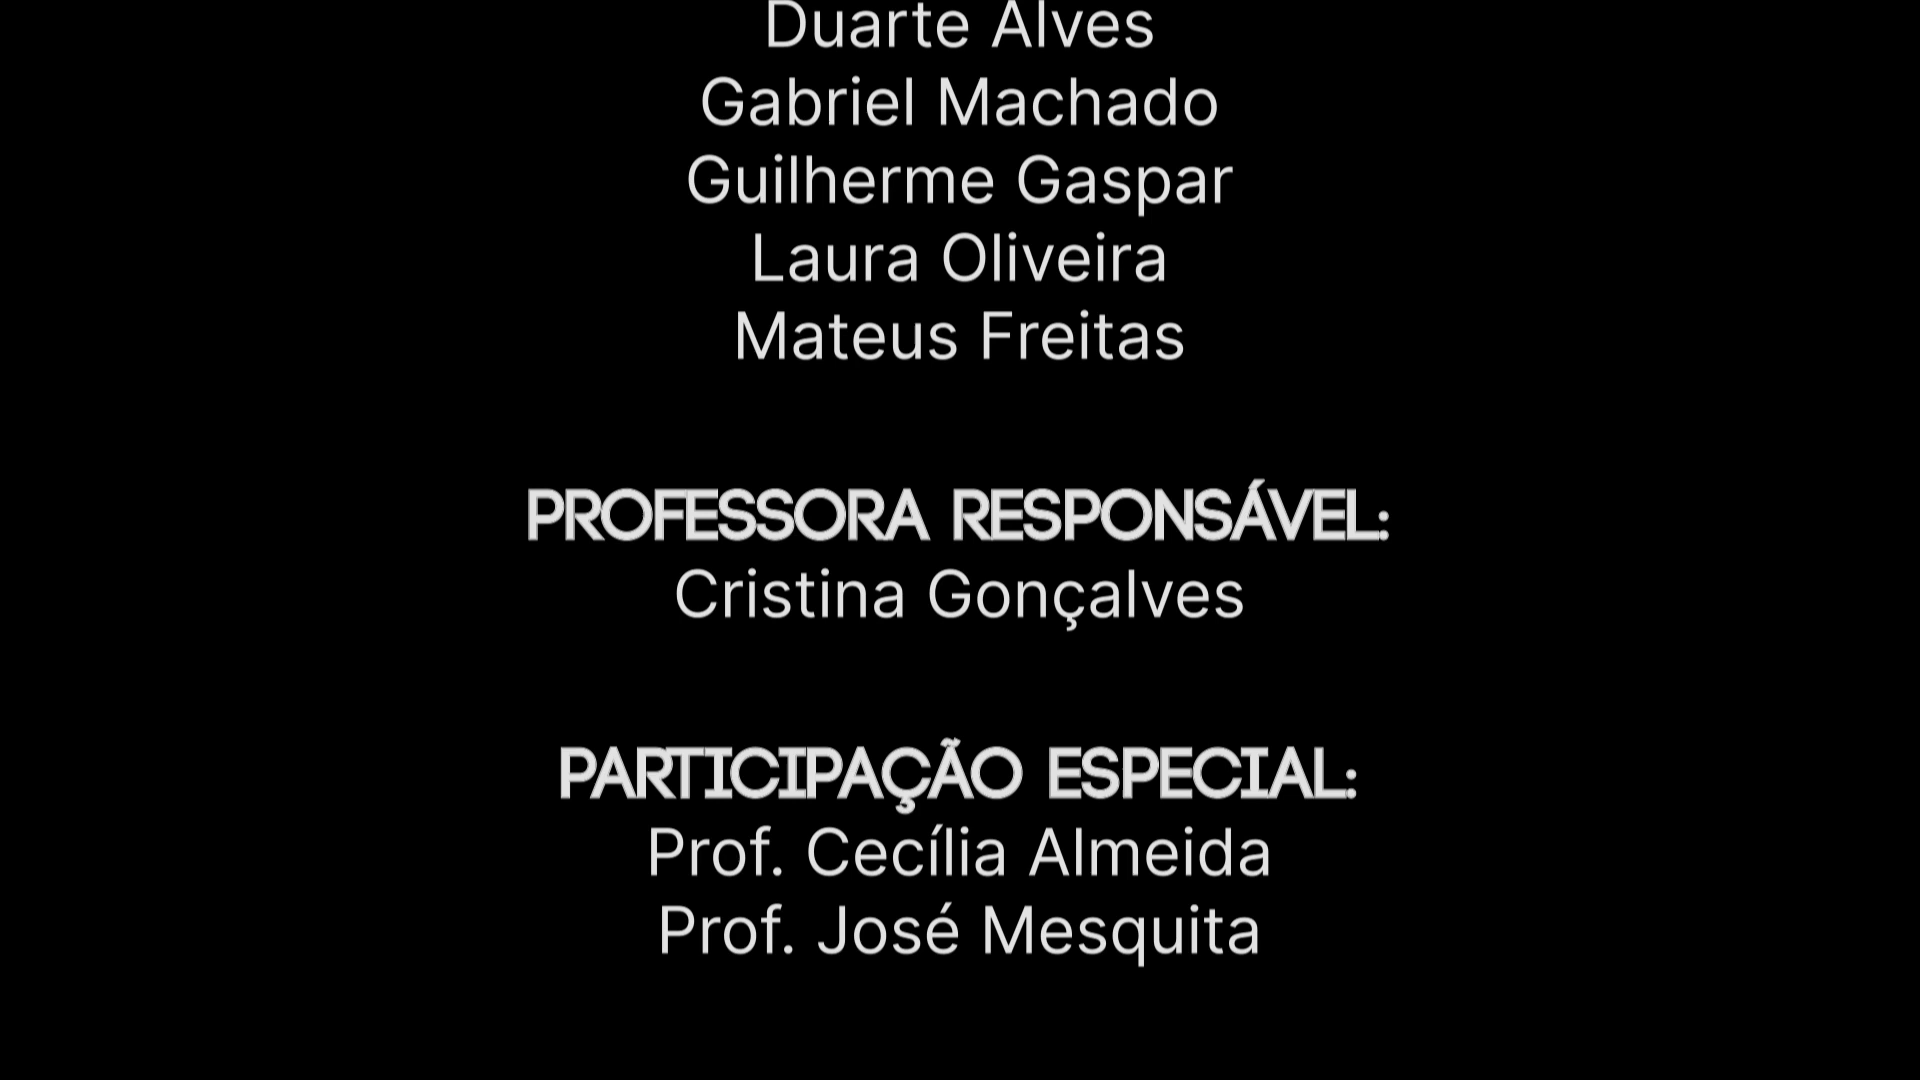 Duarte Alves
Gabriel Machado
Guilherme Gaspar
Laura Oliveira
Mateus Freitas
PROFESSORA RESPONSÁVEL:
Cristina Gonçalves
PARTICIPAÇÃO ESPECIAL:
Prof. Cecília Almeida
Prof. José Mesquita